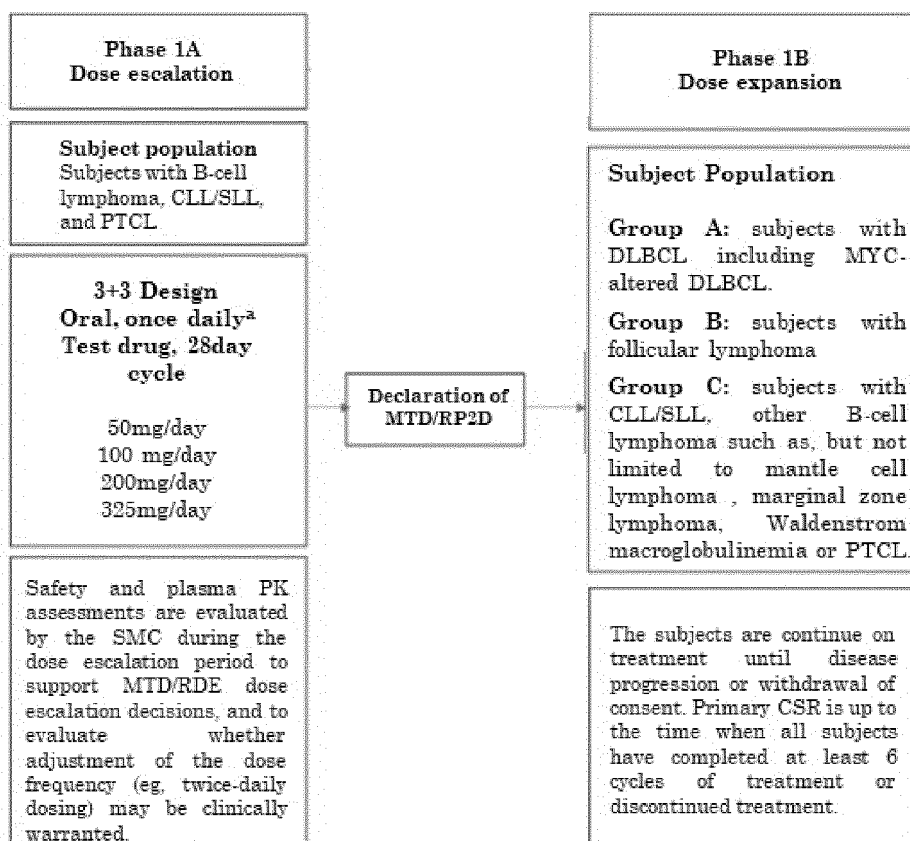 Phase 1A
Dose escalation
Subject population
Subjects with B-cell
lymphoma, CLL/SLL,
and PTCL
3+3 Design
Oral, once dailyª
Test drug, 28day
cycle
50mg/day
100 mg/day
200mg/day
325mg/day
Safety and plasma PK
assessments are evaluated
by the SMC during the
dose escalation period to
support MTD/RDE dose
escalation decisions, and to
evaluate whether
adjustment of the dose
frequency (eg, twice-daily
dosing) may be clinically
warranted.
Declaration of
MTD/RP2D
Phase 1B
Dose expansion
Subject Population
Group A: subjects with
DLBCL including MYC-
altered DLBCL.
Group B: subjects with
follicular lymphoma
Group C: subjects with
CLL/SLL, other B-cell
lymphoma such as, but not
limited to mantle cell
lymphoma , marginal zone
lymphoma, Waldenstrom
macroglobulinemia or PTCL.
The subjects are continue on
treatment until disease
progression or withdrawal of
consent. Primary CSR is up to
the time when all subjects
have completed at least 6
cycles of treatment or
discontinued treatment.